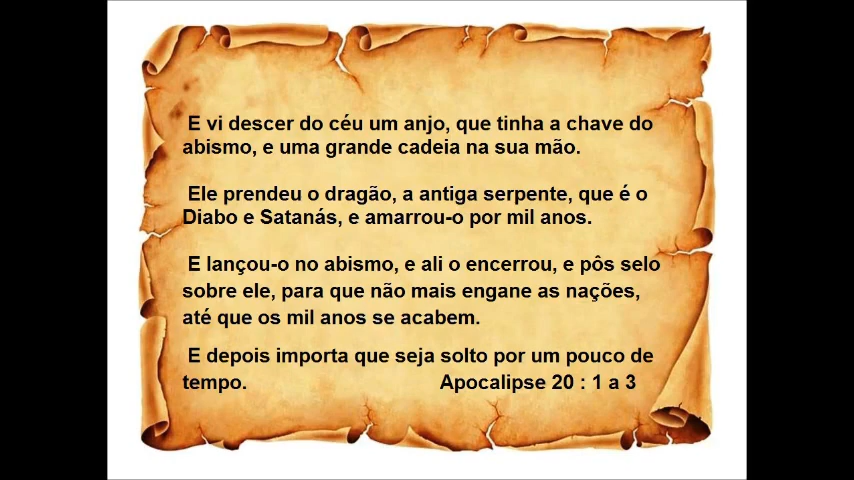 E vi descer do céu um anjo, que tinha a chave do
abismo, e uma grande cadeia na sua mão.
Ele prendeu o dragão, a antiga serpente, que é o
Diabo e Satanás, e amarrou-o por mil anos.
E lançou-o no abismo, e ali o encerrou, e pôs selo
sobre ele, para que não mais engane as nações,
até que os mil anos se acabem.
E depois importa que seja solto por um pouco de
tempo. Apocalipse 20 : 1 a 3